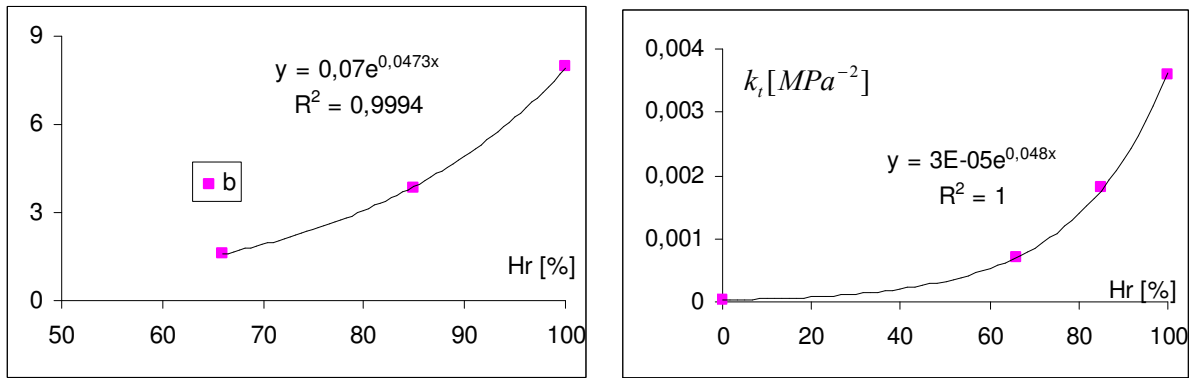 9
6
3
0
50
60
70
80
90
100
y = 0,07e^0,0473x
R² = 0,9994
b
Hr [%]
0,004
0,003
0,002
0,001
0
0
20
40
60
80
100
k_t [MPa⁻²]
y = 3E-05e^0,048x
R² = 1
Hr [%]